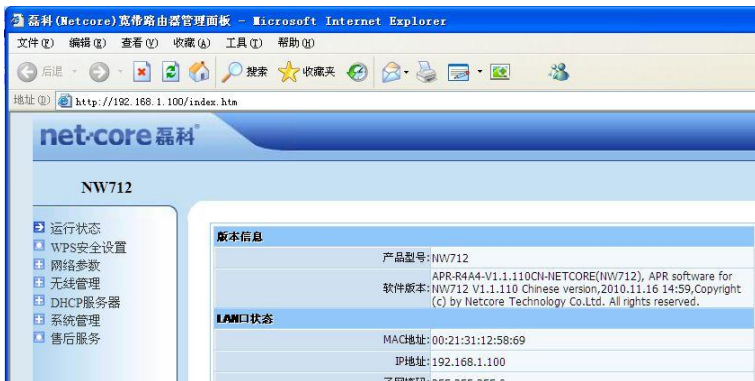 磊科(Netcore)宽带路由器管理面板 - Microsoft Internet Explorer
文件(F) 编辑(E) 查看(V) 收藏(A) 工具(T) 帮助(H)
后退 搜索 收藏夹
地址(D) http://192.168.1.100/index.htm
net·core磊科
NW712
运行状态
WPS安全设置
网络参数
无线管理
DHCP服务器
系统管理
售后服务
版本信息
产品型号: NW712
软件版本: APR-R4A4-V1.1.110CN-NETCORE(NW712), APR software for
NW712 V1.1.110 Chinese version,2010.11.16 14:59,Copyright
(c) by Netcore Technology Co.Ltd. All rights reserved.
LAN口状态
MAC地址: 00:21:31:12:58:69
IP地址: 192.168.1.100